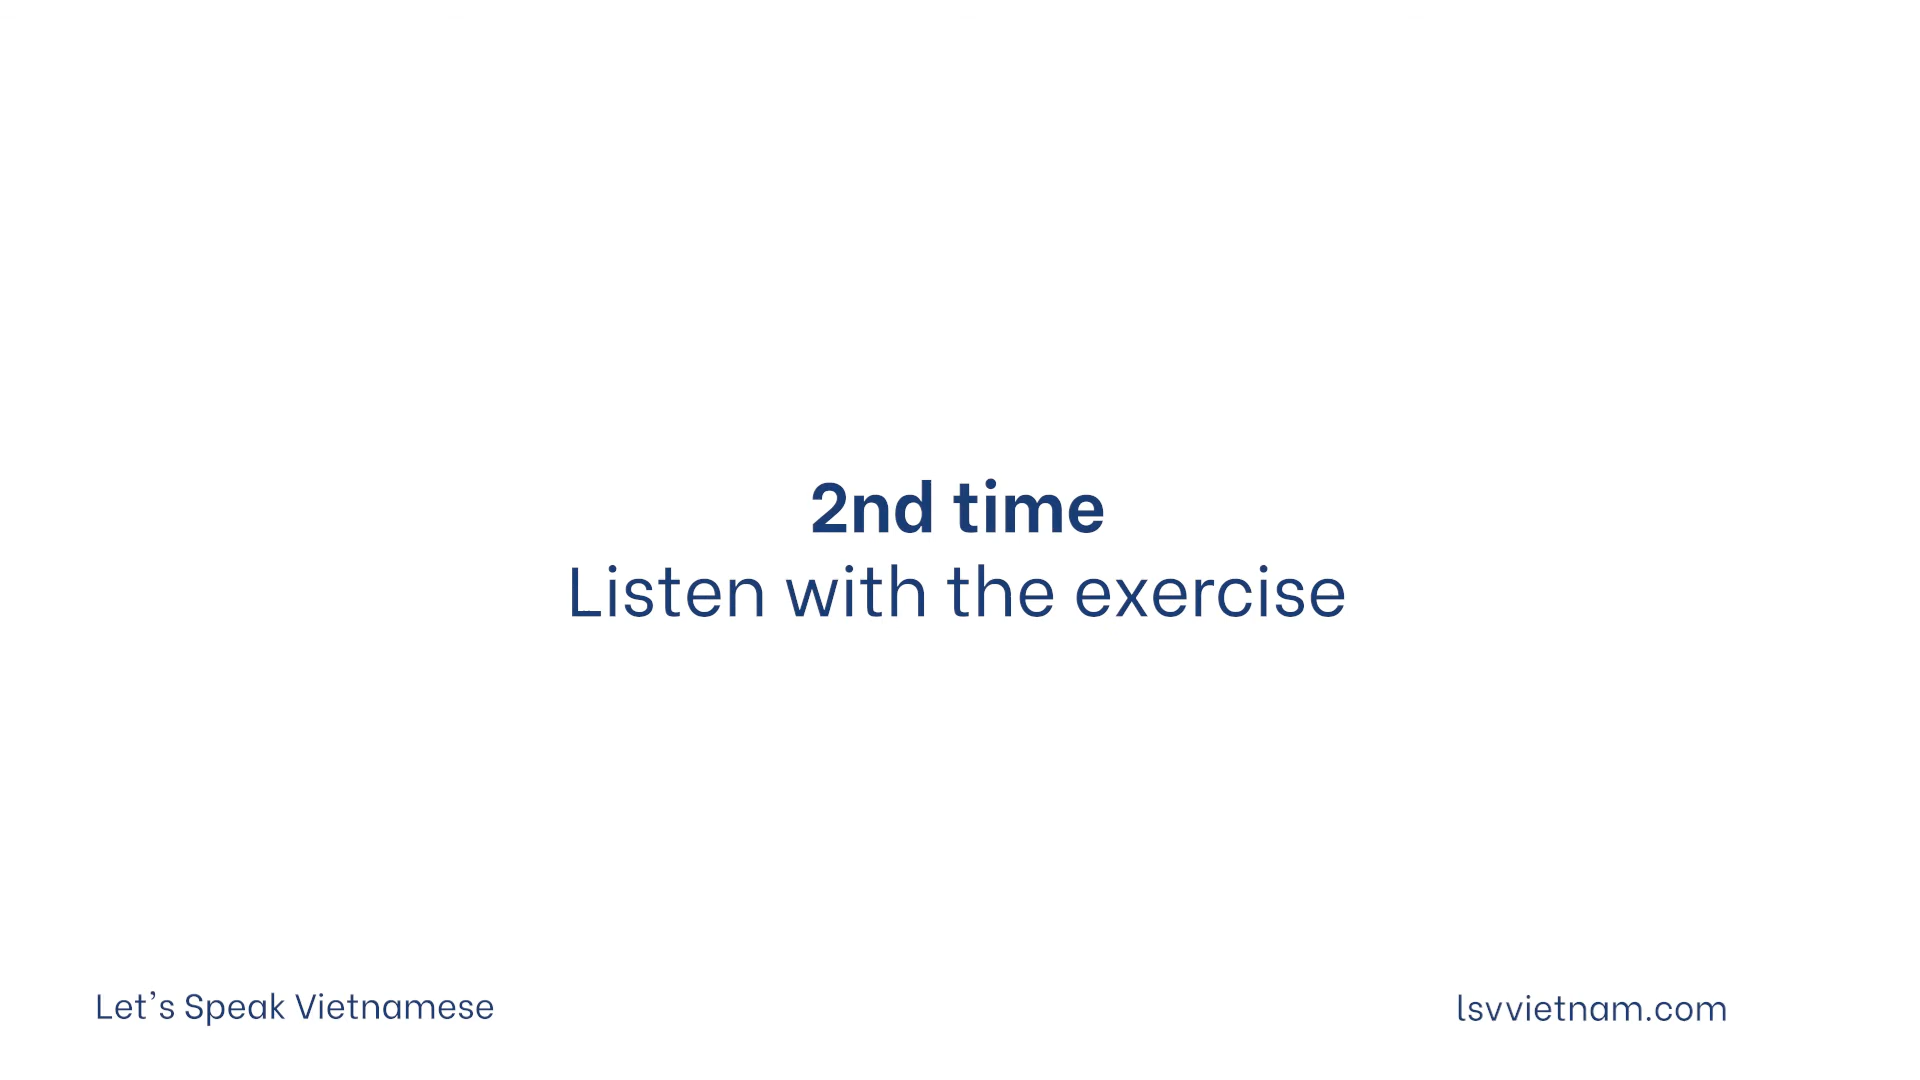 2nd time
Listen with the exercise
Let's Speak Vietnamese
lsvvietnam.com